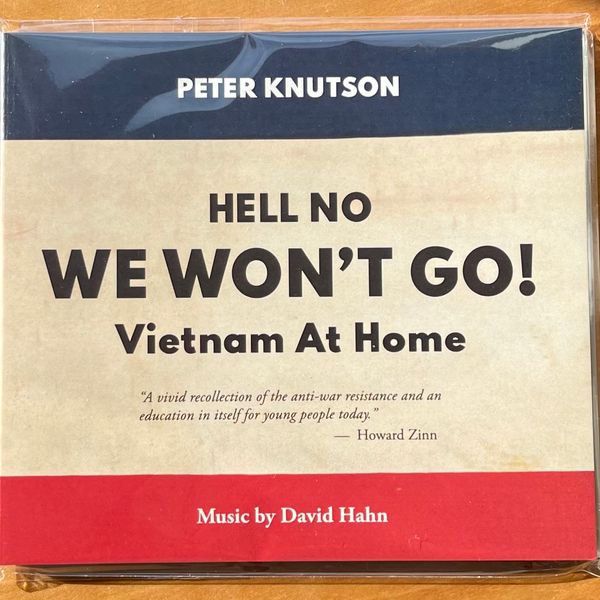 PETER KNUTSON
HELL NO
WE WON'T GO!
Vietnam At Home
“A vivid recollection of the anti-war resistance and an
education in itself for young people today.”
— Howard Zinn
Music by David Hahn